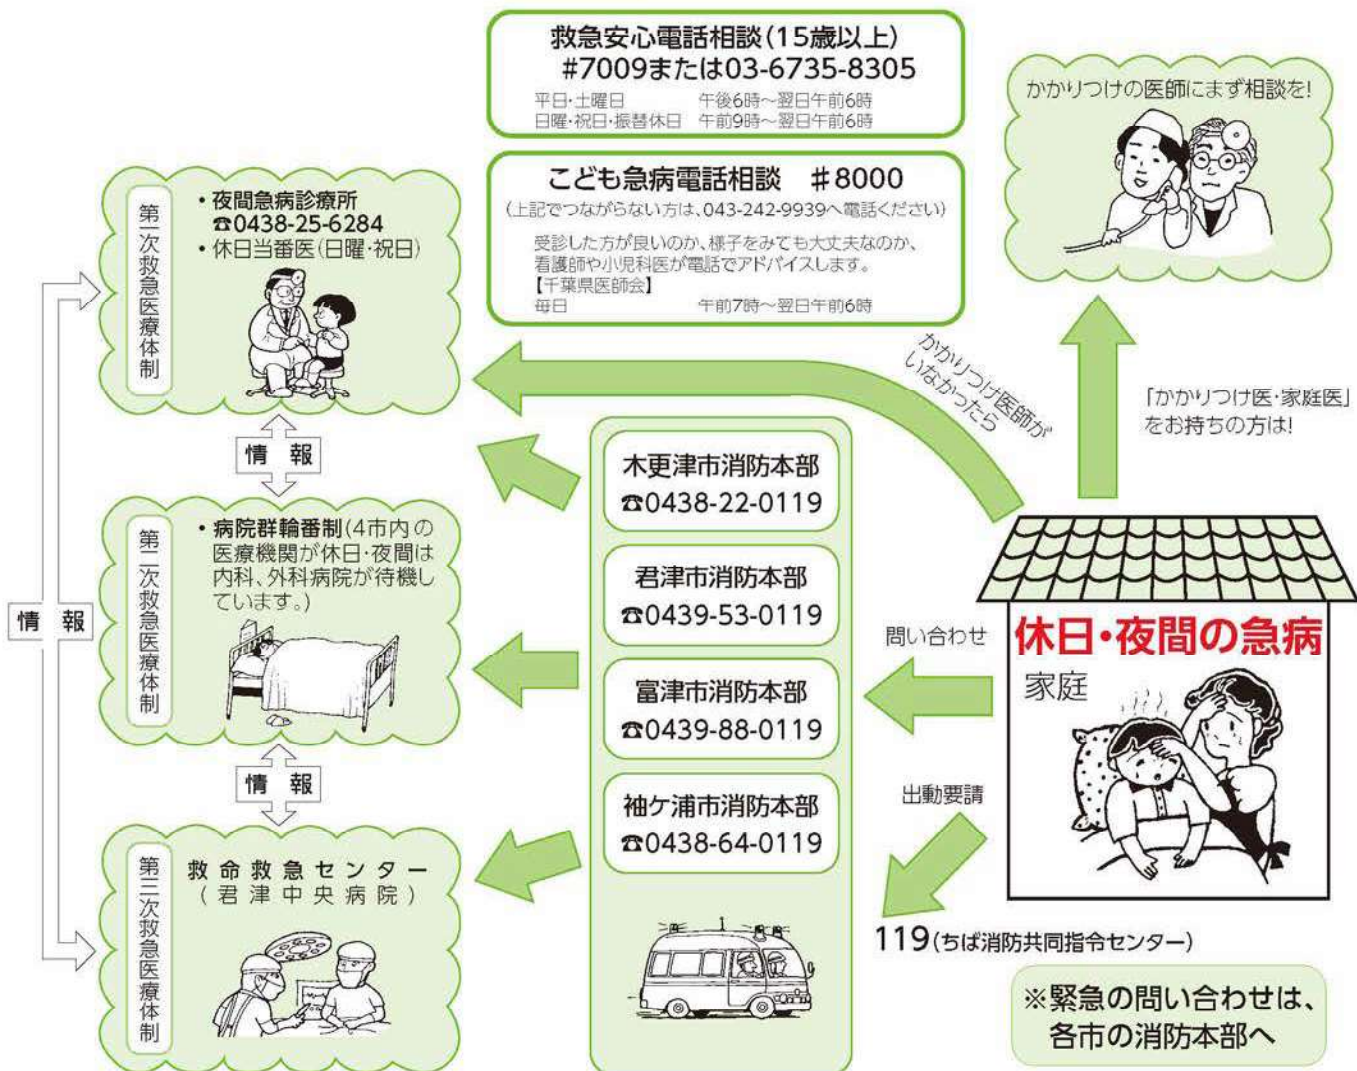 救急安心電話相談(15歳以上)
#7009または03-6735-8305
平日・土曜日 午後6時～翌日午前6時
日曜・祝日・振替休日 午前9時～翌日午前6時
こども急病電話相談 #8000
(上記でつながらない方は、043-242-9939へ電話ください)
受診した方が良いのか、様子をみても大丈夫なのか、
看護師や小児科医が電話でアドバイスします。
【千葉県医師会】
毎日 午前7時～翌日午前6時
かかりつけの医師にまず相談を!
「かかりつけ医・家庭医」
をお持ちの方は!
かかりつけ医師が
いなかったら
第一次救急医療体制
・夜間急病診療所
☎0438-25-6284
・休日当番医(日曜・祝日)
情報
第二次救急医療体制
・病院群輪番制(4市内の
医療機関が休日・夜間は
内科、外科病院が待機し
ています。)
情報
情報
第三次救急医療体制
救命救急センター
(君津中央病院)
木更津市消防本部
☎0438-22-0119
君津市消防本部
☎0439-53-0119
富津市消防本部
☎0439-88-0119
袖ケ浦市消防本部
☎0438-64-0119
問い合わせ
出動要請
休日・夜間の急病
家庭
119(ちば消防共同指令センター)
※緊急の問い合わせは、
各市の消防本部へ